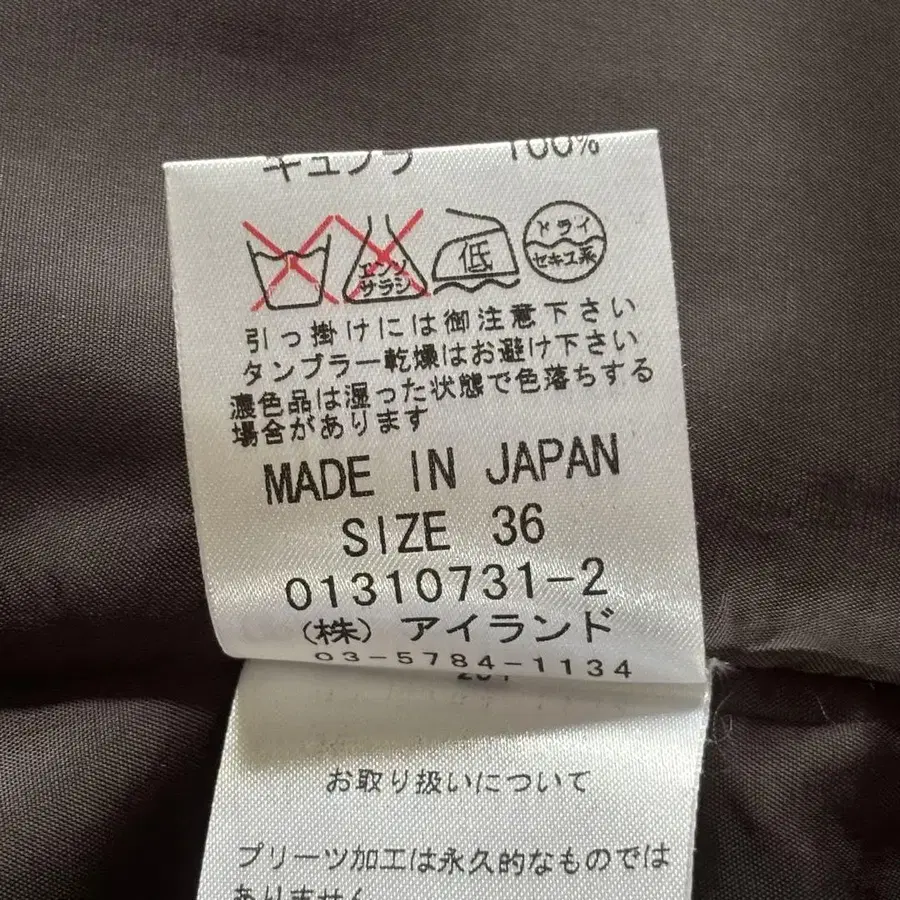 キュプラ 100%
エンソ
サラシ
低
ドライ
セキユ系
引っ掛けには御注意下さい
タンブラー乾燥はお避け下さい
濃色品は湿った状態で色落ちする
場合があります
MADE IN JAPAN
SIZE 36
01310731-2
(株) アイランド
03-5784-1134
お取り扱いについて
プリーツ加工は永久的なものでは
ありません